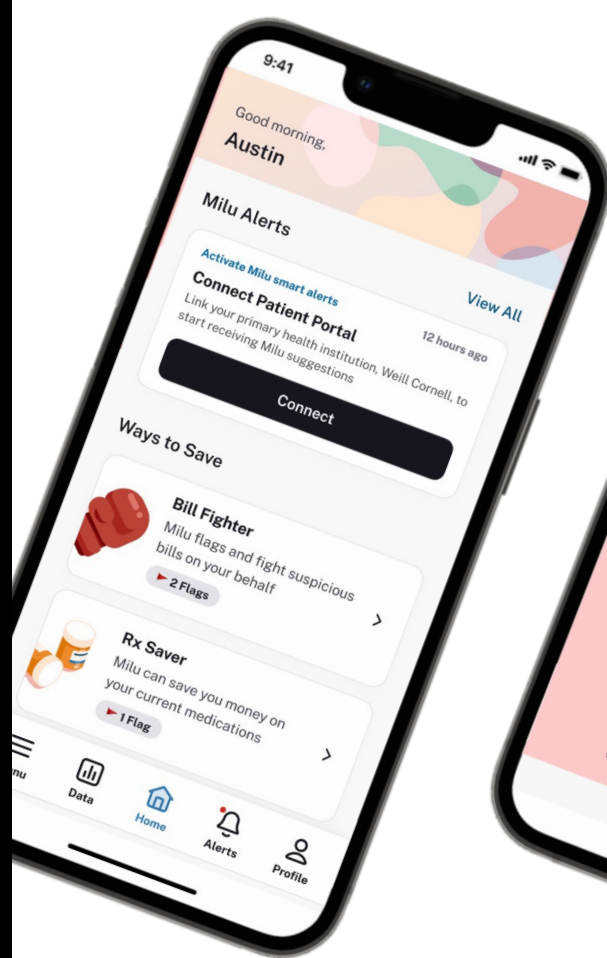 9:41
Good morning,
Austin
Milu Alerts
View All
Activate Milu smart alerts
12 hours ago
Connect Patient Portal
Link your primary health institution, Weill Cornell, to
start receiving Milu suggestions
Connect
Ways to Save
Bill Fighter
Milu flags and fight suspicious
bills on your behalf
2 Flags
Rx Saver
Milu can save you money on
your current medications
1 Flag
Data
Home
Alerts
Profile